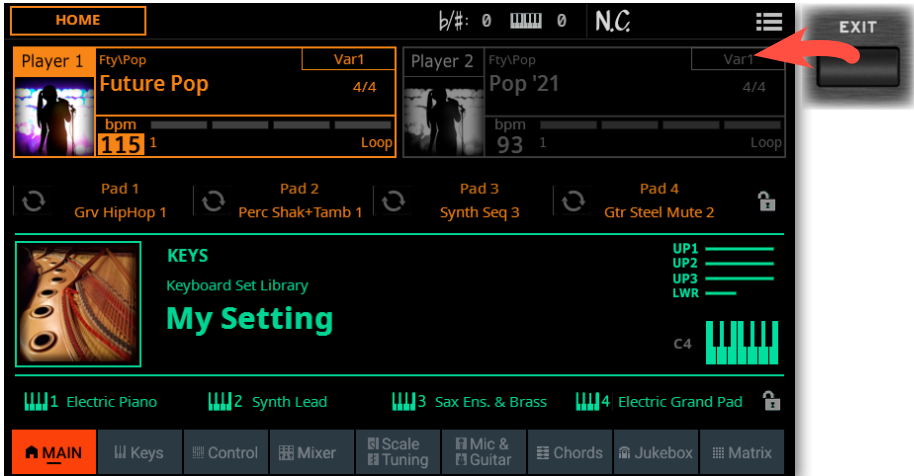 HOME
♭/♯: 0 0 N.C.
EXIT
Player 1 Fty\Pop Var1
Future Pop 4/4
bpm
115 1 Loop
Player 2 Fty\Pop Var1
Pop '21 4/4
bpm
93 1 Loop
Pad 1 Pad 2 Pad 3 Pad 4
Grv HipHop 1 Perc Shak+Tamb 1 Synth Seq 3 Gtr Steel Mute 2
KEYS
Keyboard Set Library
My Setting
UP1
UP2
UP3
LWR
C4
1 Electric Piano 2 Synth Lead 3 Sax Ens. & Brass 4 Electric Grand Pad
MAIN Keys Control Mixer Scale Tuning Mic & Guitar Chords Jukebox Matrix